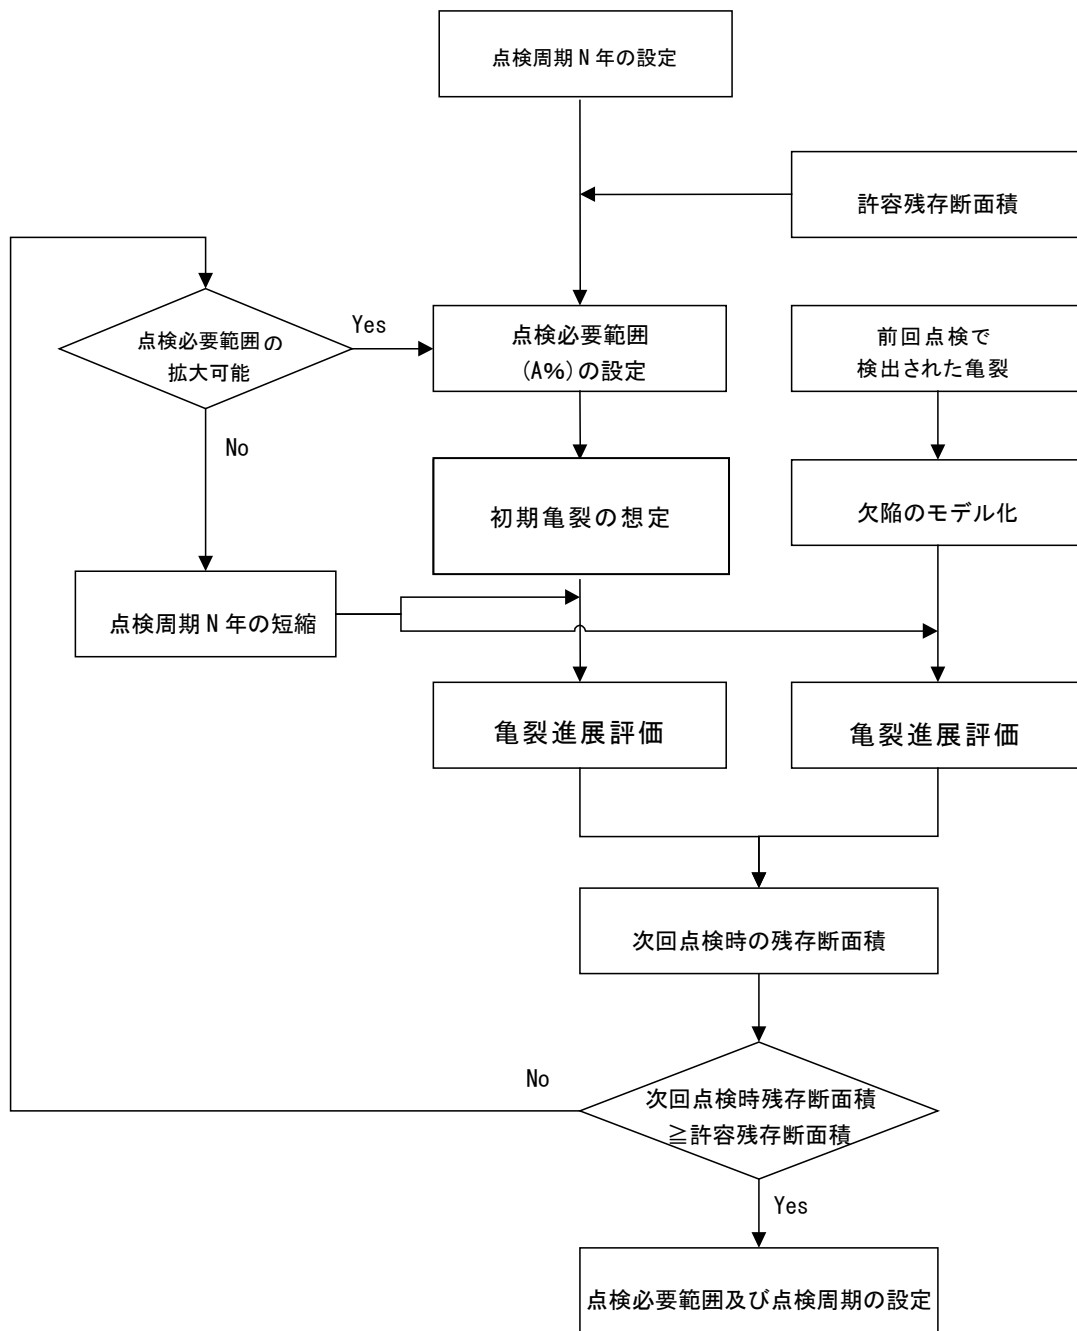 点検周期N年の設定
許容残存断面積
点検必要範囲の
拡大可能
Yes
点検必要範囲
(A%)の設定
前回点検で
検出された亀裂
No
初期亀裂の想定
欠陥のモデル化
点検周期N年の短縮
亀裂進展評価
亀裂進展評価
次回点検時の残存断面積
No
次回点検時残存断面積
≧許容残存断面積
Yes
点検必要範囲及び点検周期の設定